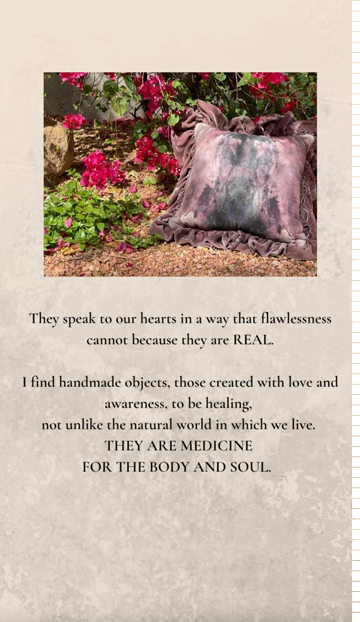 They speak to our hearts in a way that flawlessness
cannot because they are REAL.
I find handmade objects, those created with love and
awareness, to be healing,
not unlike the natural world in which we live.
THEY ARE MEDICINE
FOR THE BODY AND SOUL.